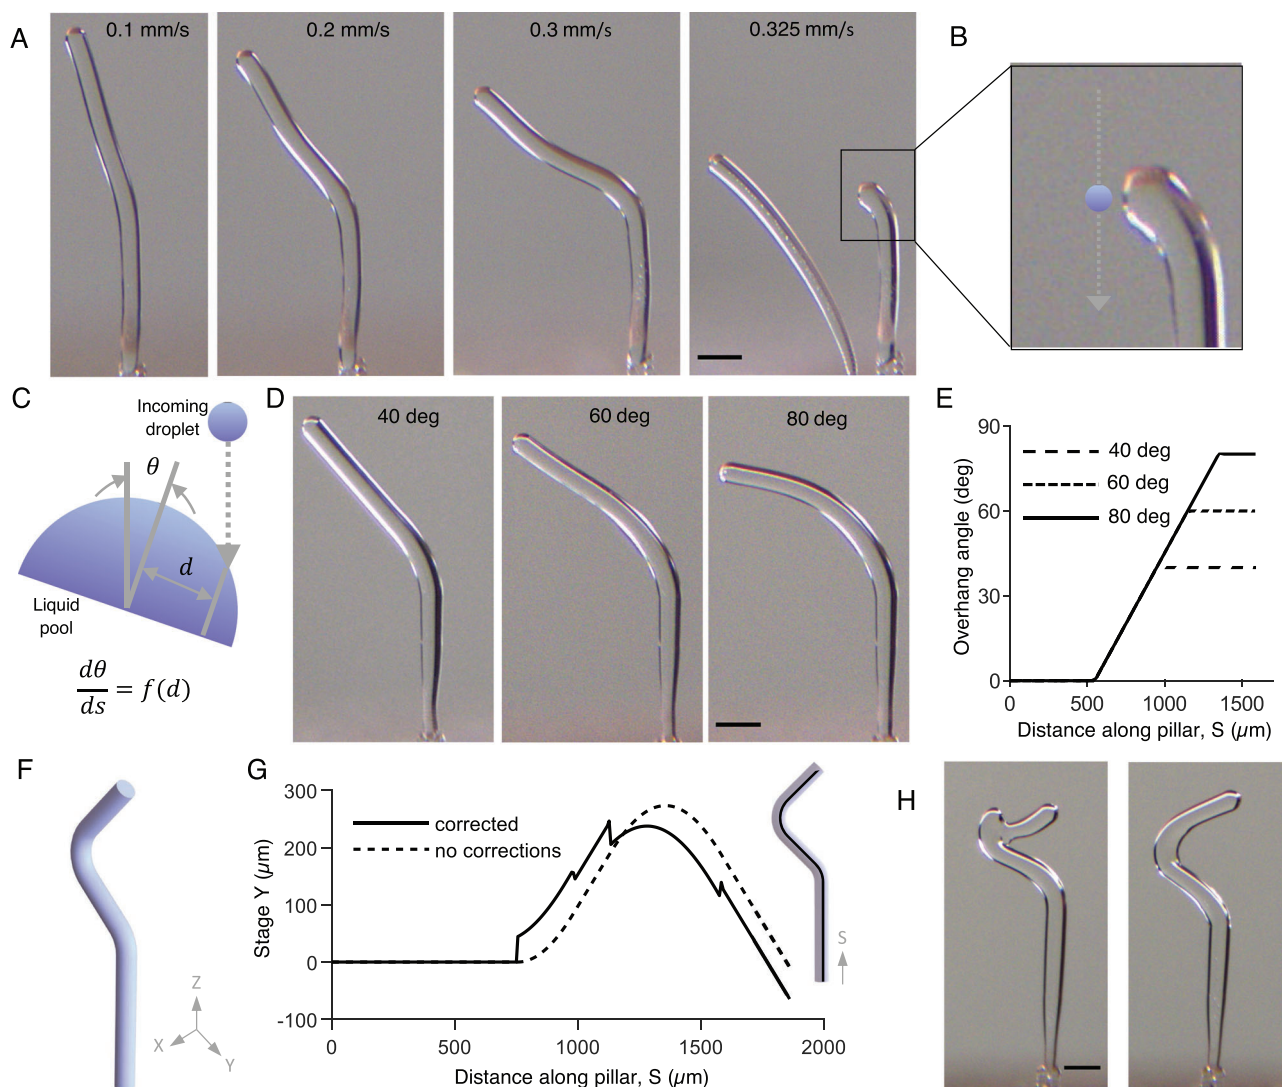 A
0.1 mm/s
0.2 mm/s
0.3 mm/s
0.325 mm/s
B
C
Incoming
droplet
θ
d
Liquid
pool
dθ
ds
= f(d)
D
40 deg
60 deg
80 deg
E
90
60
30
0
40 deg
60 deg
80 deg
Overhang angle (deg)
0
500
1000
1500
Distance along pillar, S (µm)
F
Z
X
Y
G
300
200
100
0
-100
corrected
no corrections
Stage Y (µm)
S
0
500
1000
1500
2000
Distance along pillar, S (µm)
H